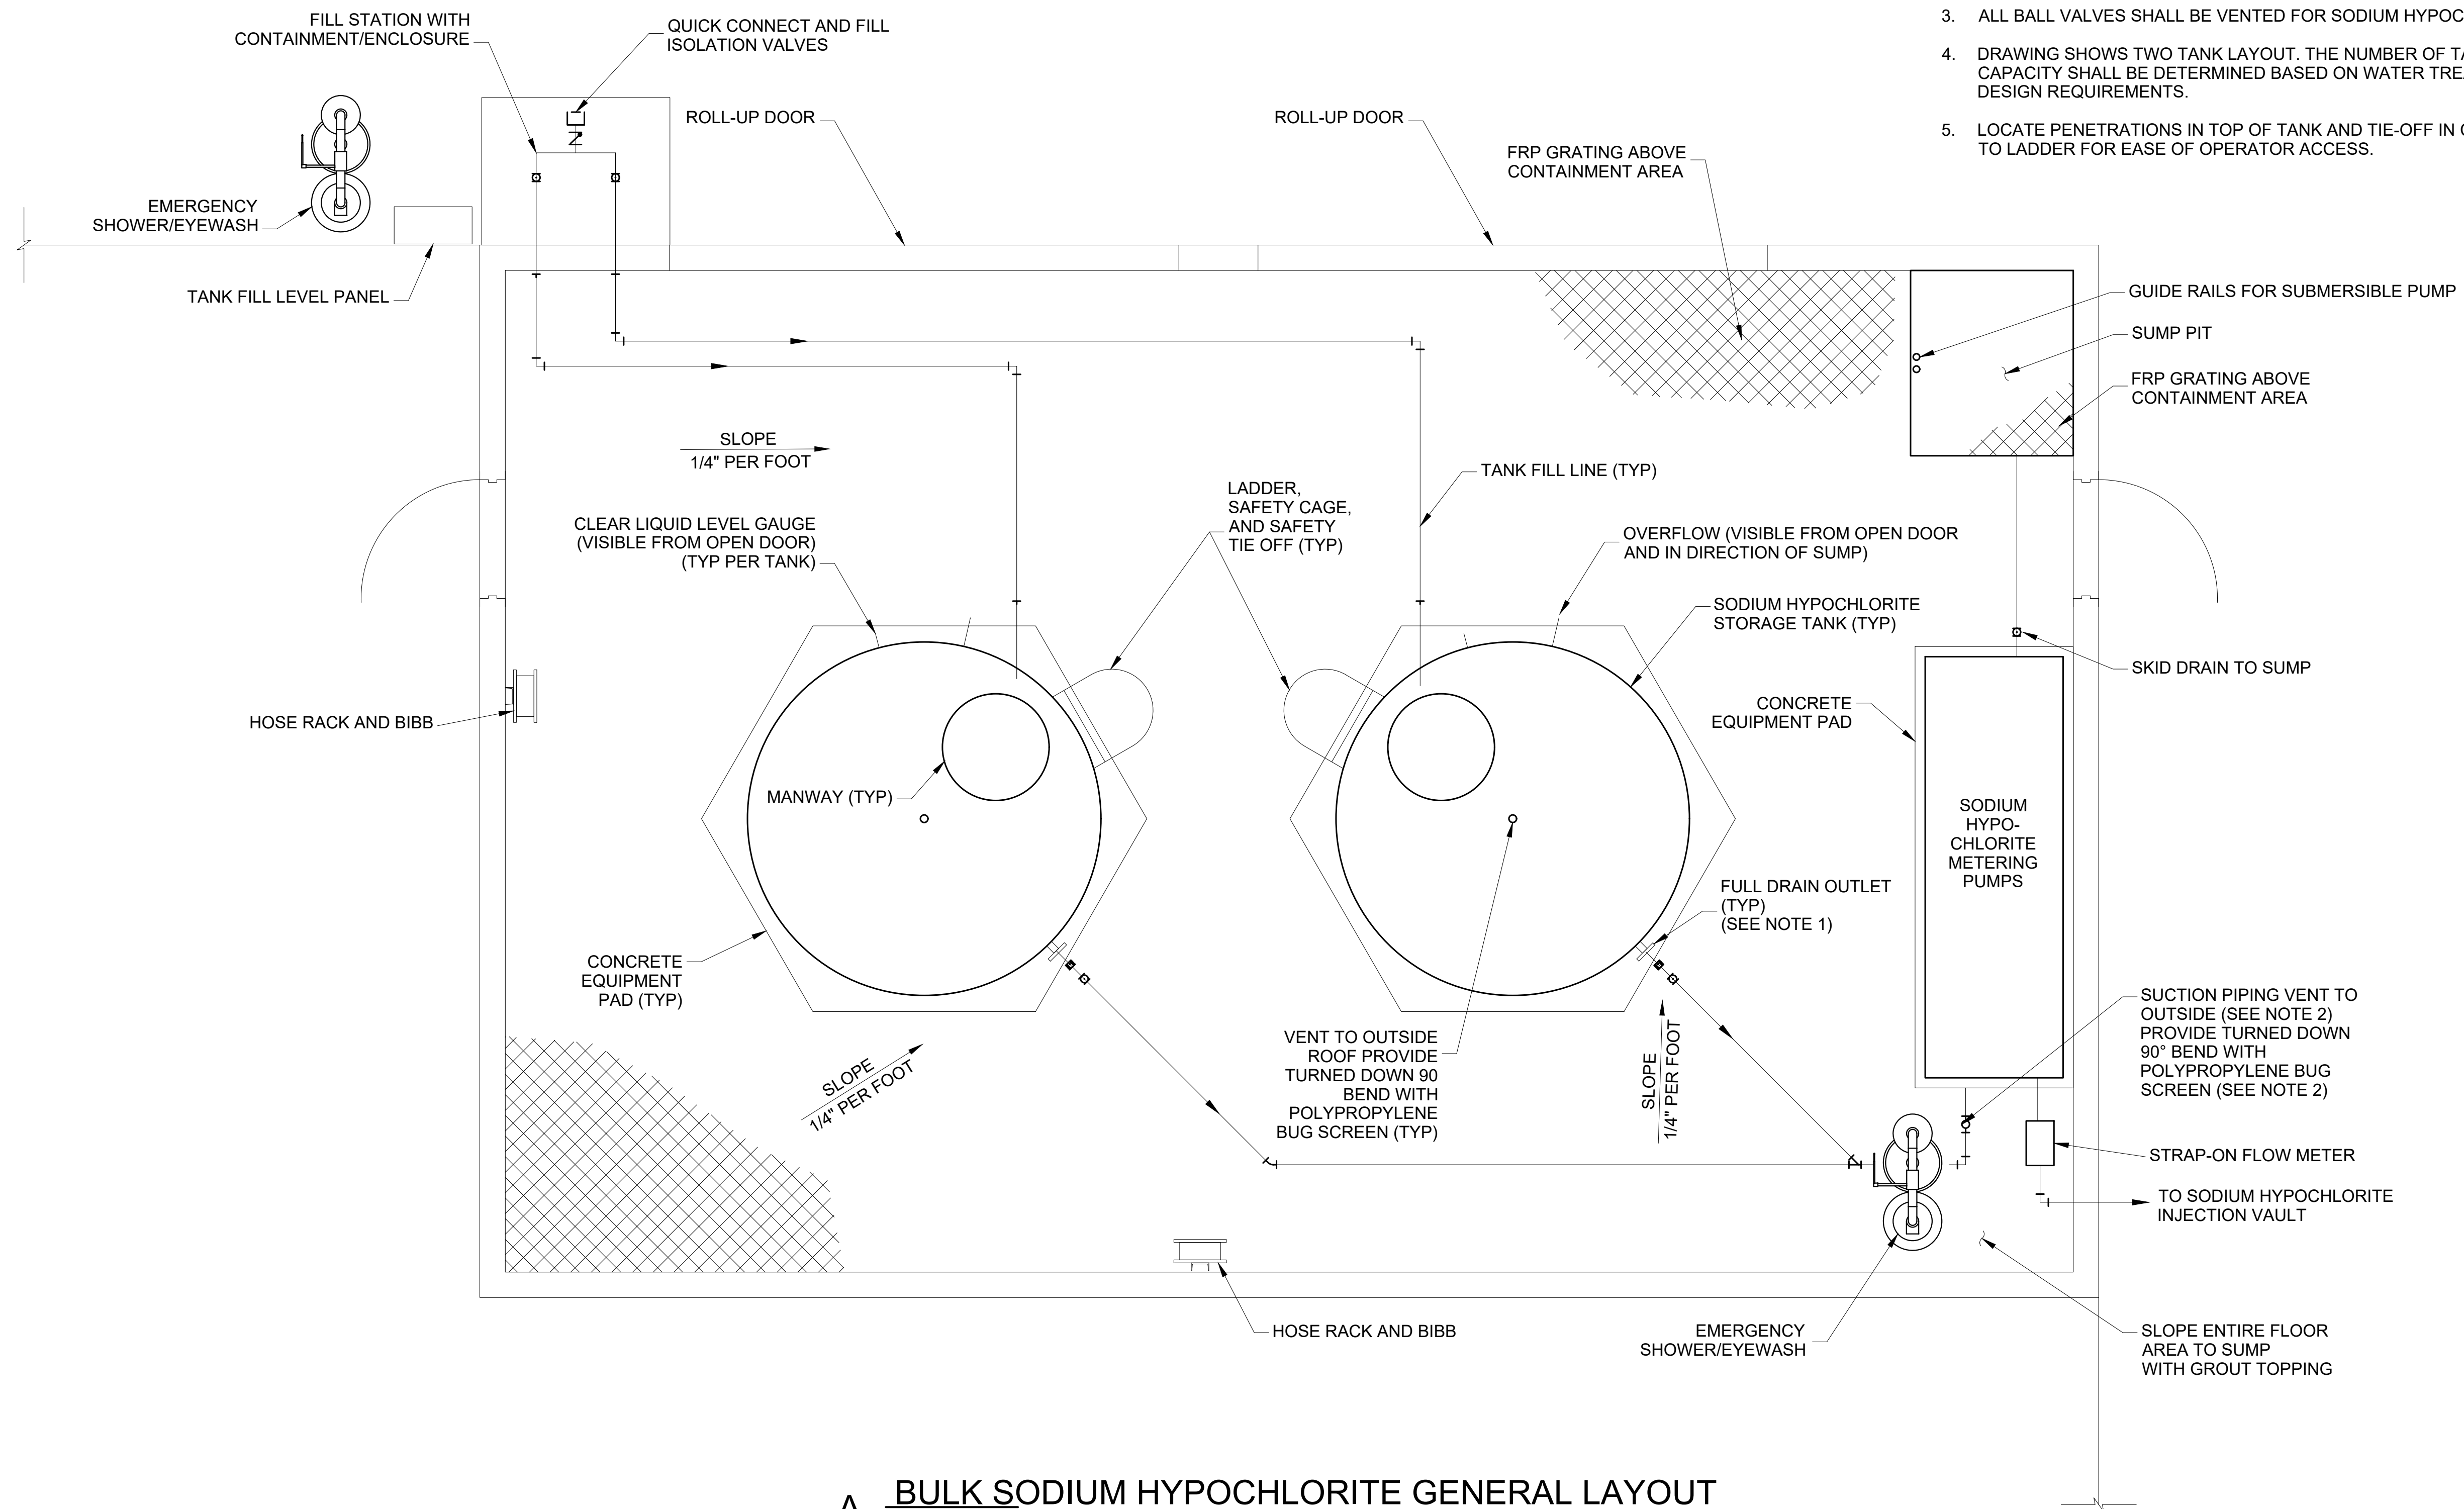 FILL STATION WITH
CONTAINMENT/ENCLOSURE
QUICK CONNECT AND FILL
ISOLATION VALVES
3. ALL BALL VALVES SHALL BE VENTED FOR SODIUM
4. DRAWING SHOWS TWO TANK LAYOUT. THE NUMBER OF
CAPACITY SHALL BE DETERMINED BASED ON WATER
DESIGN REQUIREMENTS.
5. LOCATE PENETRATIONS IN TOP OF TANK AND TIE-OFF IN
TO LADDER FOR EASE OF OPERATOR ACCESS.
ROLL-UP DOOR
ROLL-UP DOOR
FRP GRATING ABOVE
CONTAINMENT AREA
EMERGENCY
SHOWER/EYEWASH
TANK FILL LEVEL PANEL
GUIDE RAILS FOR SUBMERSIBLE PUMP
SUMP PIT
FRP GRATING ABOVE
CONTAINMENT AREA
SLOPE
1/4" PER FOOT
TANK FILL LINE (TYP)
LADDER,
SAFETY CAGE,
AND SAFETY
TIE OFF (TYP)
CLEAR LIQUID LEVEL GAUGE
(VISIBLE FROM OPEN DOOR)
(TYP PER TANK)
OVERFLOW (VISIBLE FROM OPEN DOOR
AND IN DIRECTION OF SUMP)
SODIUM HYPOCHLORITE
STORAGE TANK (TYP)
SKID DRAIN TO SUMP
HOSE RACK AND BIBB
CONCRETE
EQUIPMENT PAD
MANWAY (TYP)
SODIUM
HYPO-
CHLORITE
METERING
PUMPS
FULL DRAIN OUTLET
(TYP)
(SEE NOTE 1)
CONCRETE
EQUIPMENT
PAD (TYP)
SUCTION PIPING VENT TO
OUTSIDE (SEE NOTE 2)
PROVIDE TURNED DOWN
90° BEND WITH
POLYPROPYLENE BUG
SCREEN (SEE NOTE 2)
VENT TO OUTSIDE
ROOF PROVIDE
TURNED DOWN 90
BEND WITH
POLYPROPYLENE
BUG SCREEN (TYP)
SLOPE
1/4" PER FOOT
SLOPE
1/4" PER FOOT
STRAP-ON FLOW METER
TO SODIUM HYPOCHLORITE
INJECTION VAULT
HOSE RACK AND BIBB
EMERGENCY
SHOWER/EYEWASH
SLOPE ENTIRE FLOOR
AREA TO SUMP
WITH GROUT TOPPING
A BULK SODIUM HYPOCHLORITE GENERAL LAYOUT